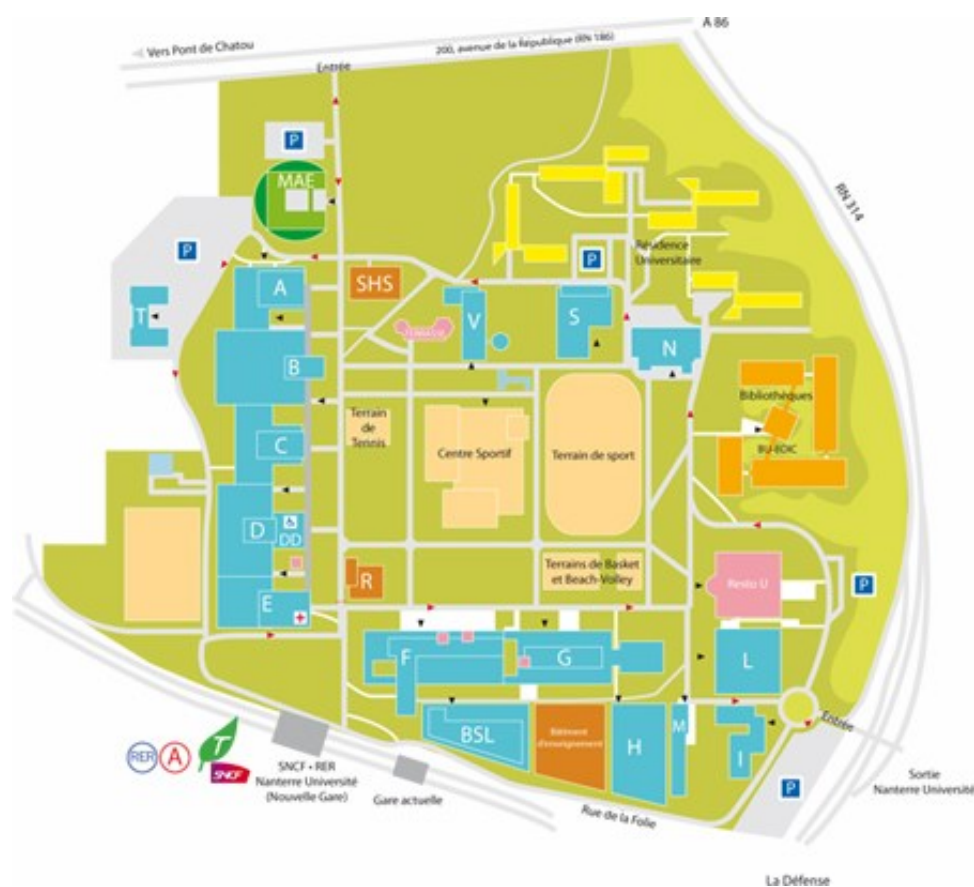 A 86
Vers Pont de Chatou
200, avenue de la République (RN 186)
Entrée
P
MAE
RN 314
P
Résidence
Universitaire
P
A
SHS
T
V
S
N
B
Bibliothèques
Terrain
de
Tennis
C
Centre Sportif
Terrain de sport
BU-BDIC
D
DD
R
Terrains de Basket
et Beach-Volley
Resto U
P
E
F
G
L
BSL
Bâtiment
d'enseignement
H
M
I
Entrée
RER
A
T
SNCF
SNCF • RER
Nanterre Université
(Nouvelle Gare)
Gare actuelle
P
Sortie
Nanterre Université
Rue de la Folie
La Défense